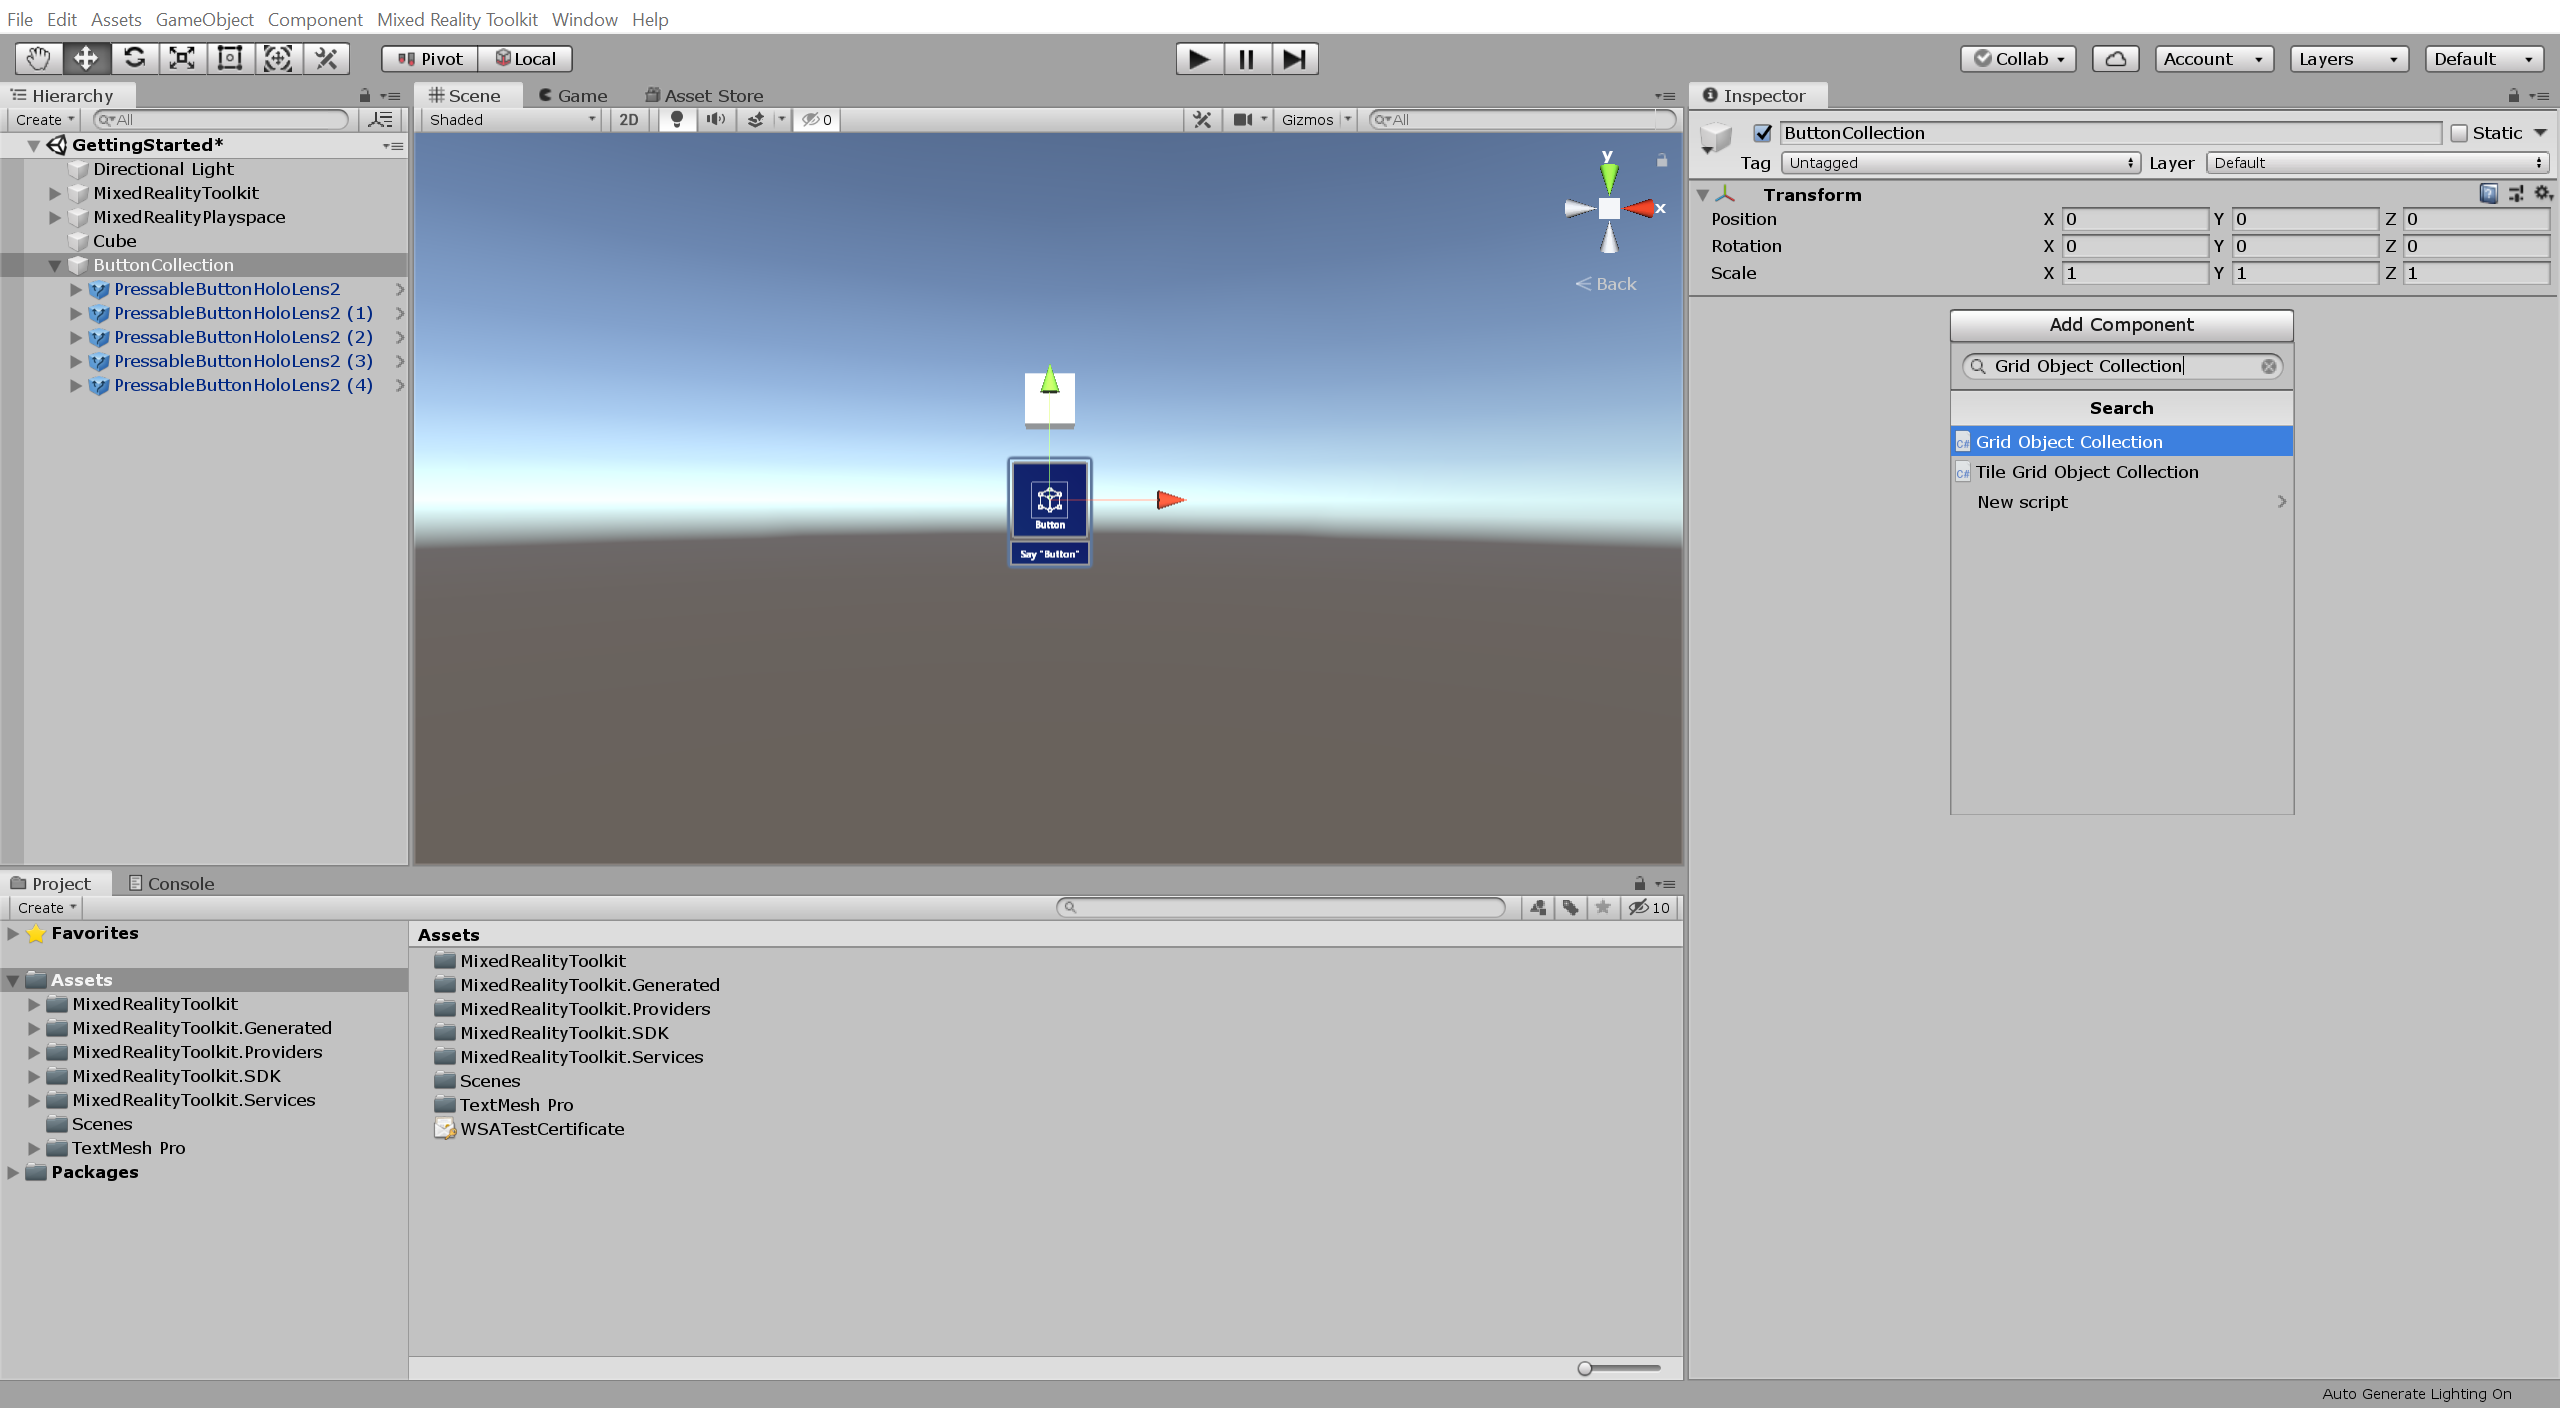 File Edit Assets GameObject Component Mixed Reality Toolkit Window Help
Pivot Local Collab Account Layers Default
Hierarchy
Create All
GettingStarted*
Directional Light
MixedRealityToolkit
MixedRealityPlayspace
Cube
ButtonCollection
PressableButtonHoloLens2
PressableButtonHoloLens2 (1)
PressableButtonHoloLens2 (2)
PressableButtonHoloLens2 (3)
PressableButtonHoloLens2 (4)
Scene Game Asset Store
Shaded 2D 0 Gizmos All
y
x
< Back
Button
Say "Button"
Inspector
ButtonCollection Static
Tag Untagged Layer Default
Transform
Position X 0 Y 0 Z 0
Rotation X 0 Y 0 Z 0
Scale X 1 Y 1 Z 1
Add Component
Grid Object Collection
Search
C# Grid Object Collection
C# Tile Grid Object Collection
New script
Project Console
Create 10
Favorites
Assets
MixedRealityToolkit
MixedRealityToolkit.Generated
MixedRealityToolkit.Providers
MixedRealityToolkit.SDK
MixedRealityToolkit.Services
Scenes
TextMesh Pro
Packages
Assets
MixedRealityToolkit
MixedRealityToolkit.Generated
MixedRealityToolkit.Providers
MixedRealityToolkit.SDK
MixedRealityToolkit.Services
Scenes
TextMesh Pro
WSATestCertificate
Auto Generate Lighting On